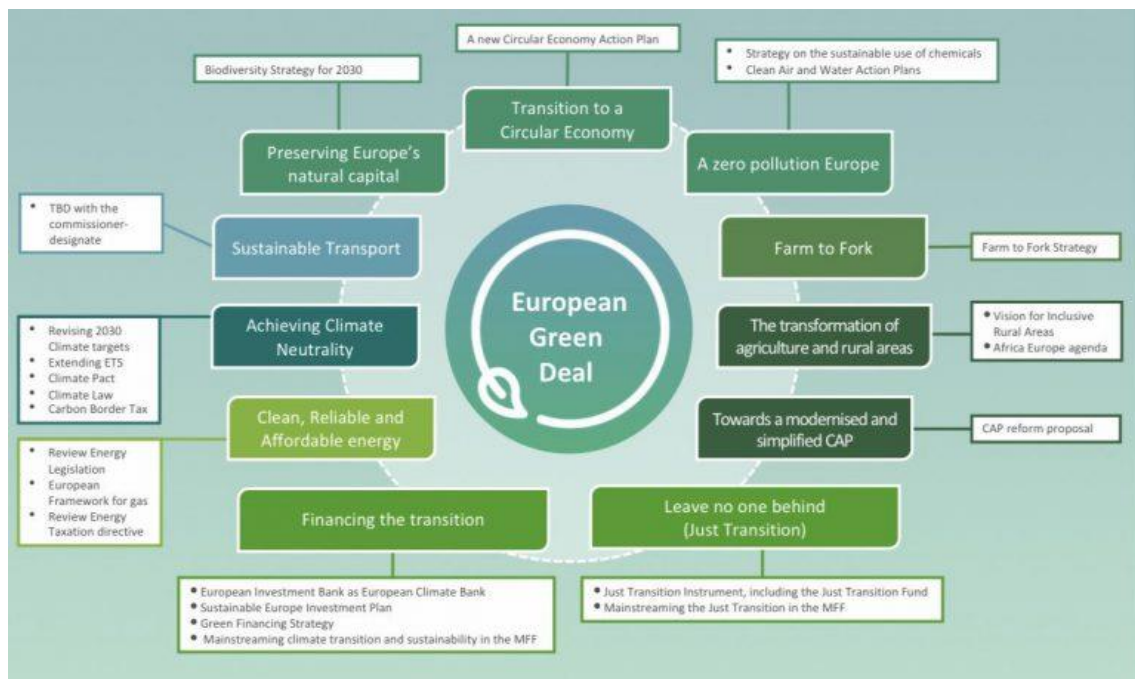 A new Circular Economy Action Plan
Biodiversity Strategy for 2030
• Strategy on the sustainable use of chemicals
• Clean Air and Water Action Plans
Transition to a
Circular Economy
Preserving Europe's
natural capital
A zero pollution Europe
• TBD with the
commissioner-
designate
Sustainable Transport
Farm to Fork
Farm to Fork Strategy
European
Green
Deal
• Revising 2030
Climate targets
• Extending ETS
• Climate Pact
• Climate Law
• Carbon Border Tax
Achieving Climate
Neutrality
The transformation of
agriculture and rural areas
• Vision for Inclusive
Rural Areas
• Africa Europe agenda
Clean, Reliable and
Affordable energy
Towards a modernised and
simplified CAP
CAP reform proposal
• Review Energy
Legislation
• European
Framework for gas
• Review Energy
Taxation directive
Financing the transition
Leave no one behind
(Just Transition)
• European Investment Bank as European Climate Bank
• Sustainable Europe Investment Plan
• Green Financing Strategy
• Mainstreaming climate transition and sustainability in the MFF
• Just Transition Instrument, including the Just Transition Fund
• Mainstreaming the Just Transition in the MFF